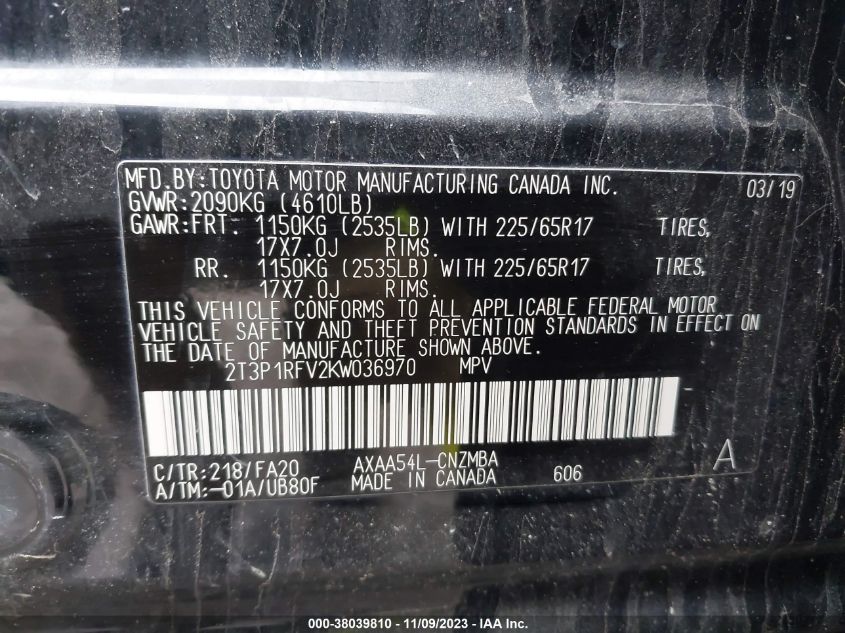 MFD.BY:TOYOTA MOTOR MANUFACTURING CANADA INC. 03/19
GVWR:2090KG (4610LB)
GAWR:FRT. 1150KG (2535LB) WITH 225/65R17 TIRES,
17X7.0J RIMS.
RR. 1150KG (2535LB) WITH 225/65R17 TIRES,
17X7.0J RIMS.
THIS VEHICLE CONFORMS TO ALL APPLICABLE FEDERAL MOTOR
VEHICLE SAFETY AND THEFT PREVENTION STANDARDS IN EFFECT ON
THE DATE OF MANUFACTURE SHOWN ABOVE.
2T3P1RFV2KW036970 MPV
C/TR:218/FA20 AXAA54L-CNZMBA A
A/TM:-01A/UB80F MADE IN CANADA 606
000-38039810 - 11/09/2023 - IAA Inc.